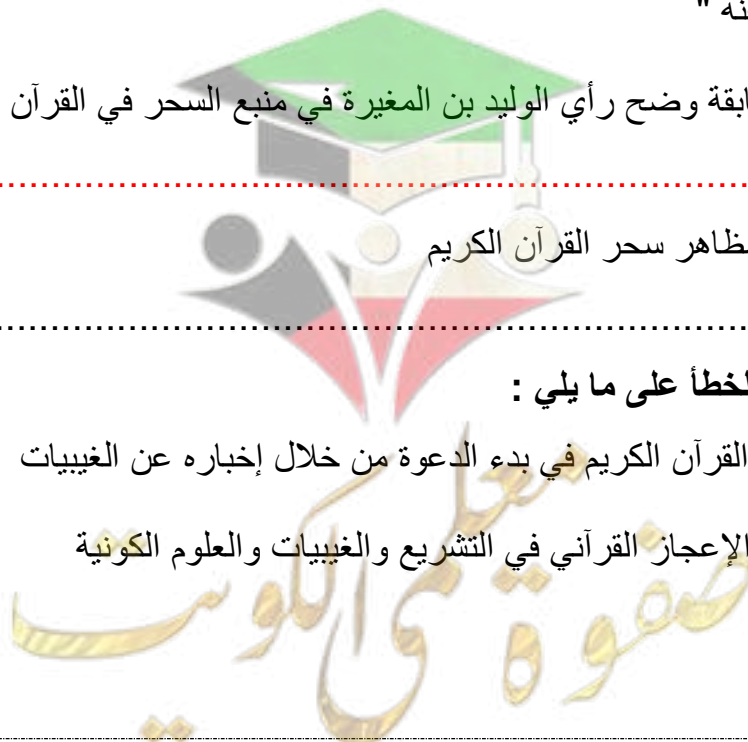 نه "
ابقة وضح رأي الوليد بن المغيرة في منبع السحر في القرآن
..........................................................
ظاهر سحر القرآن الكريم
..........................................................
لخطأ على ما يلي :
القرآن الكريم في بدء الدعوة من خلال إخباره عن الغيبيات
الإعجاز القرآني في التشريع والغيبيات والعلوم الكونية
صفوة معلمى الكويت